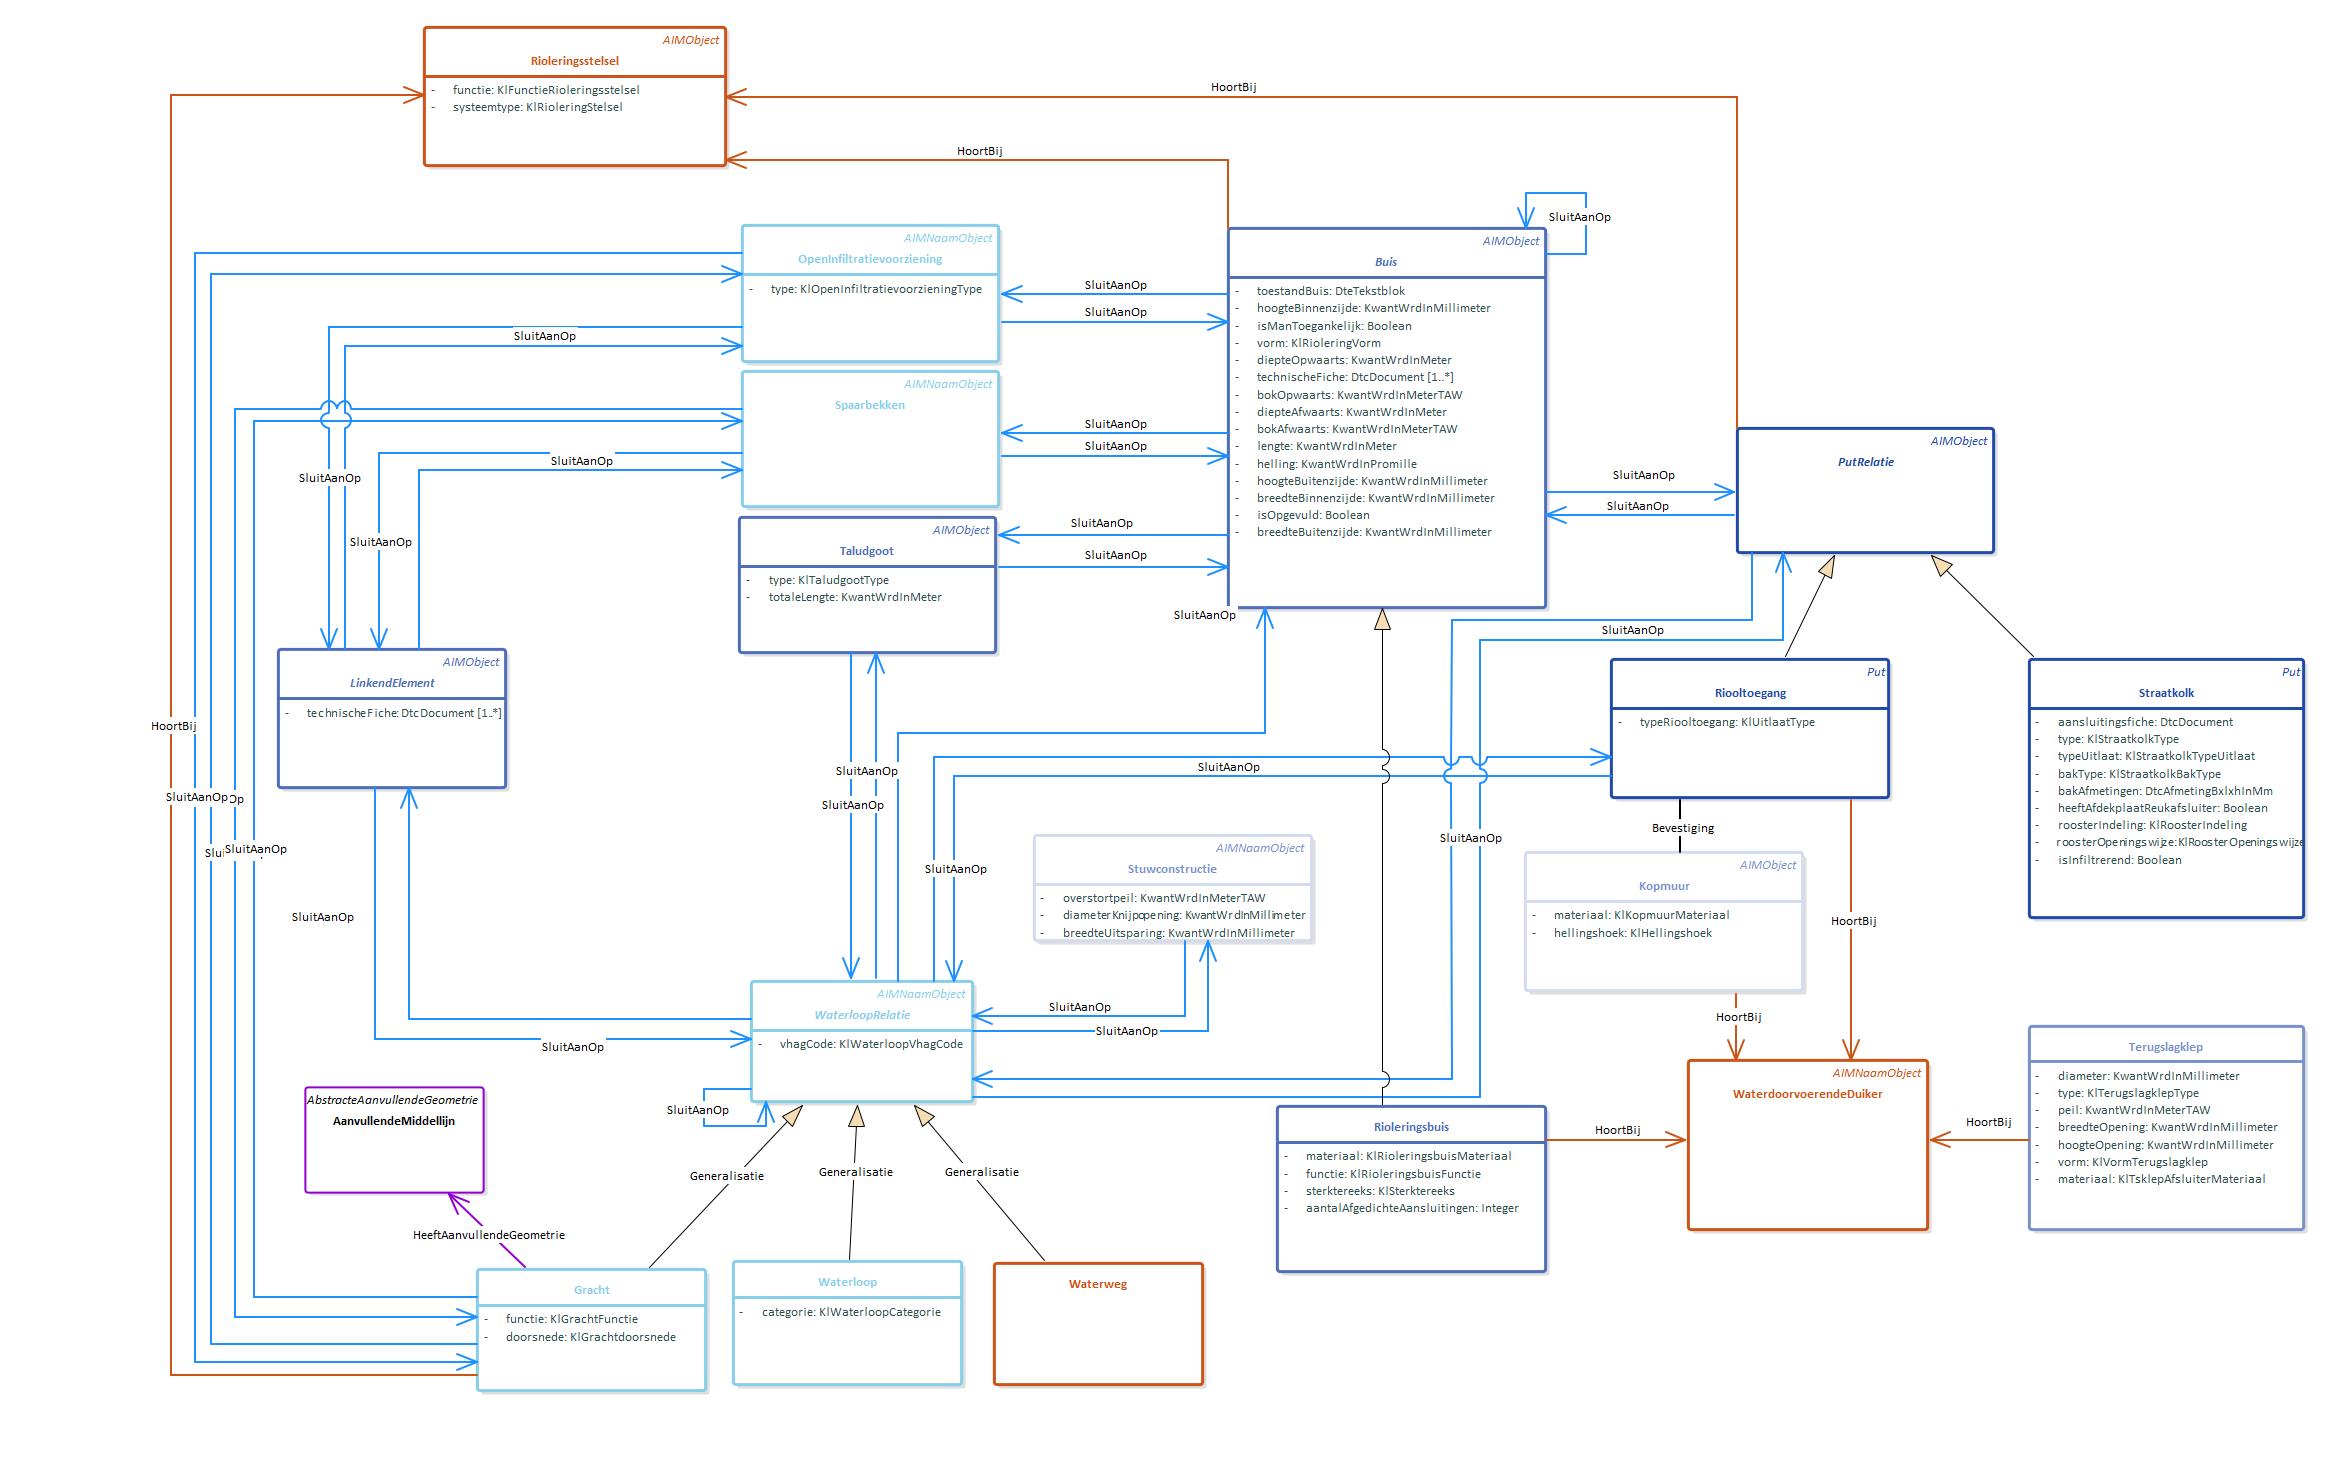 AIMObject
Rioleringsstelsel
- functie: KlFunctieRioleringsstelsel
- systeemtype: KlRioleringStelsel
HoortBij
HoortBij
AIMNaamObject
OpenInfiltratievoorziening
- type: KlOpenInfiltratievoorzieningType
SluitAanOp
SluitAanOp
SluitAanOp
SluitAanOp
AIMObject
Buis
- toestandBuis: DteTekstblok
- hoogteBinnenzijde: KwantWrdInMillimeter
- isManToegankelijk: Boolean
- vorm: KlRioleringVorm
- diepteOpwaarts: KwantWrdInMeter
- technischeFiche: DtcDocument [1..*]
- bokOpwaarts: KwantWrdInMeterTAW
- diepteAfwaarts: KwantWrdInMeter
- bokAfwaarts: KwantWrdInMeterTAW
- lengte: KwantWrdInMeter
- helling: KwantWrdInPromille
- hoogteBuitenzijde: KwantWrdInMillimeter
- breedteBinnenzijde: KwantWrdInMillimeter
- isOpgevuld: Boolean
- breedteBuitenzijde: KwantWrdInMillimeter
AIMNaamObject
Spaarbekken
SluitAanOp
SluitAanOp
SluitAanOp
SluitAanOp
SluitAanOp
AIMObject
PutRelatie
SluitAanOp
SluitAanOp
AIMObject
Taludgoot
- type: KlTaludgootType
- totaleLengte: KwantWrdInMeter
SluitAanOp
SluitAanOp
SluitAanOp
SluitAanOp
AIMObject
LinkendElement
- technischeFiche: DtcDocument [1..*]
Put
Riooltoegang
- typeRiooltoegang: KlUitlaatType
Put
Straatkolk
- aansluitingsfiche: DtcDocument
- type: KlStraatkolkType
- typeUitlaat: KlStraatkolkTypeUitlaat
- bakType: KlStraatkolkBakType
- bakAfmetingen: DtcAfmetingBxlxhInMm
- heeftAfdekplaatReukafsluiter: Boolean
- roosterIndeling: KlRoosterIndeling
- roosterOpeningswijze:KlRoosterOpeningswijze
- isInfiltrerend: Boolean
HoortBij
SluitAanOp
SluitAanOp
SluitAanOp
SluitAanOp
SluitAanOp
SluitAanOp
SluitAanOp
Bevestiging
SluitAanOp
AIMNaamObject
Stuwconstructie
- overstortpeil: KwantWrdInMeterTAW
- diameterKnijpopening: KwantWrdInMillimeter
- breedteUitsparing: KwantWrdInMillimeter
AIMObject
Kopmuur
- materiaal: KlKopmuurMateriaal
- hellingshoek: KlHellingshoek
HoortBij
SluitAanOp
SluitAanOp
SluitAanOp
HoortBij
AIMNaamObject
WaterloopRelatie
- vhagCode: KlWaterloopVhagCode
SluitAanOp
SluitAanOp
AbstracteAanvullendeGeometrie
AanvullendeMiddellijn
HeeftAanvullendeGeometrie
Generalisatie
Generalisatie
Generalisatie
Rioleringsbuis
- materiaal: KlRioleringsbuisMateriaal
- functie: KlRioleringsbuisFunctie
- sterktereeks: KlSterktereeks
- aantalAfgedichteAansluitingen: Integer
HoortBij
AIMNaamObject
WaterdoorvoerendeDuiker
HoortBij
Terugslagklep
- diameter: KwantWrdInMillimeter
- type: KlTerugslagklepType
- peil: KwantWrdInMeterTAW
- breedteOpening: KwantWrdInMillimeter
- hoogteOpening: KwantWrdInMillimeter
- vorm: KlVormTerugslagklep
- materiaal: KlTsklepAfsluiterMateriaal
Gracht
- functie: KlGrachtFunctie
- doorsnede: KlGrachtdoorsnede
Waterloop
- categorie: KlWaterloopCategorie
Waterweg